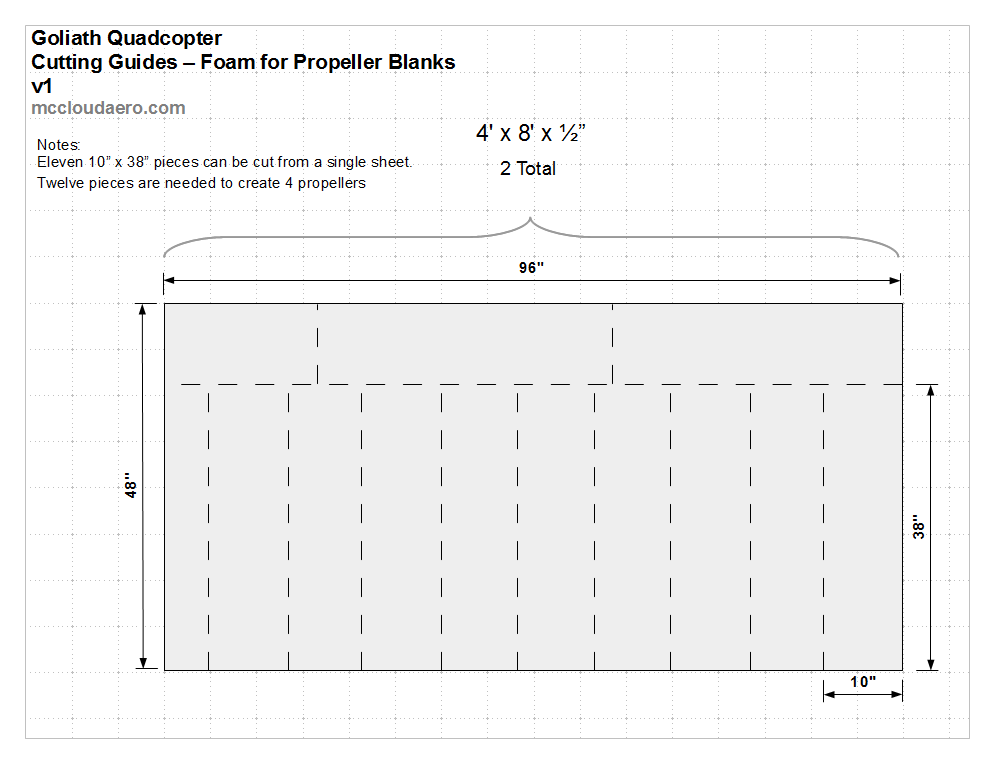 Goliath Quadcopter
Cutting Guides – Foam for Propeller Blanks
v1
mccloudaero.com
Notes:
Eleven 10” x 38” pieces can be cut from a single sheet.
Twelve pieces are needed to create 4 propellers
4' x 8' x ½”
2 Total
96"
48"
38"
10"